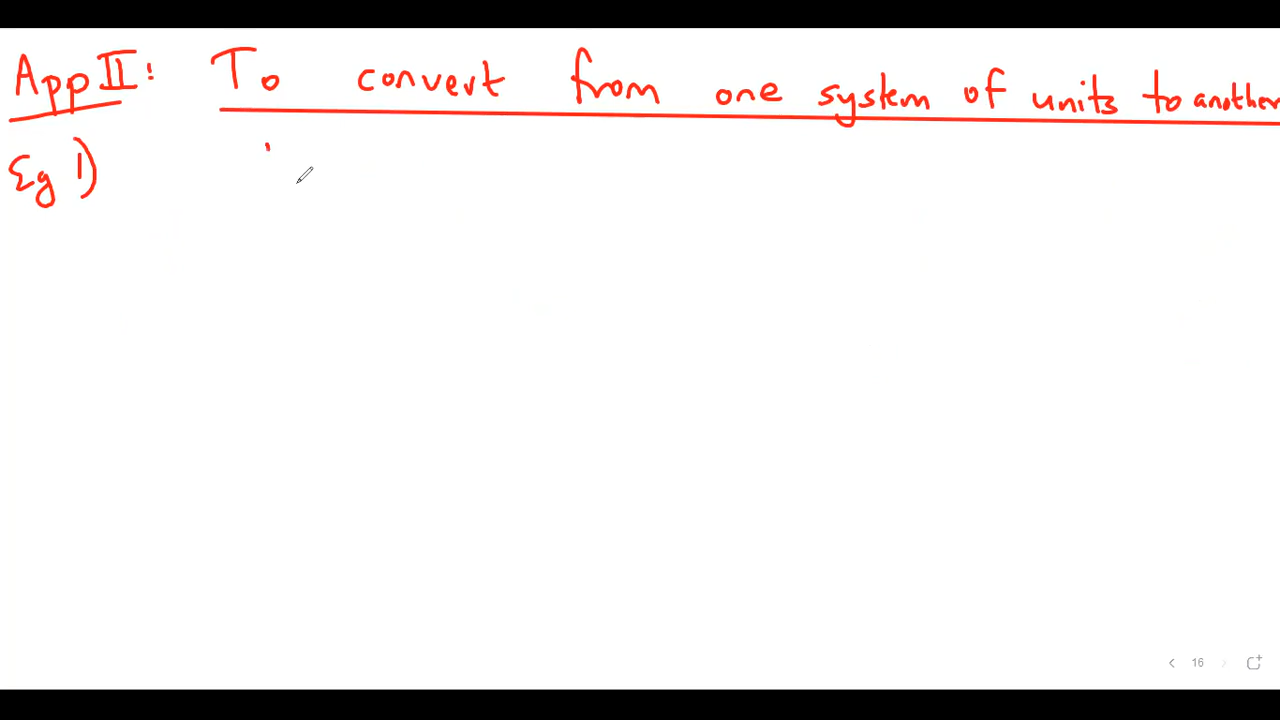 App II: To convert from one system of units to another
Eg 1)
16